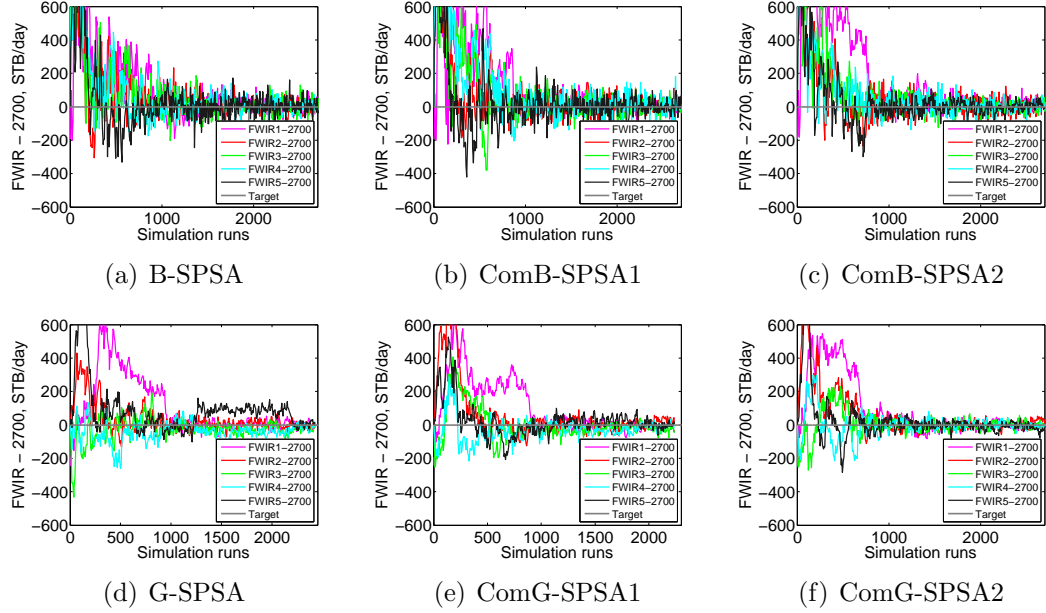 FWIR − 2700, STB/day
600
400
200
0
−200
−400
−600
FWIR1−2700
FWIR2−2700
FWIR3−2700
FWIR4−2700
FWIR5−2700
Target
0 1000 2000
Simulation runs
(a) B-SPSA
FWIR − 2700, STB/day
600
400
200
0
−200
−400
−600
FWIR1−2700
FWIR2−2700
FWIR3−2700
FWIR4−2700
FWIR5−2700
Target
0 1000 2000
Simulation runs
(b) ComB-SPSA1
FWIR − 2700, STB/day
600
400
200
0
−200
−400
−600
FWIR1−2700
FWIR2−2700
FWIR3−2700
FWIR4−2700
FWIR5−2700
Target
0 1000 2000
Simulation runs
(c) ComB-SPSA2
FWIR − 2700, STB/day
600
400
200
0
−200
−400
−600
FWIR1−2700
FWIR2−2700
FWIR3−2700
FWIR4−2700
FWIR5−2700
Target
0 500 1000 1500 2000
Simulation runs
(d) G-SPSA
FWIR − 2700, STB/day
600
400
200
0
−200
−400
−600
FWIR1−2700
FWIR2−2700
FWIR3−2700
FWIR4−2700
FWIR5−2700
Target
0 500 1000 1500 2000
Simulation runs
(e) ComG-SPSA1
FWIR − 2700, STB/day
600
400
200
0
−200
−400
−600
FWIR1−2700
FWIR2−2700
FWIR3−2700
FWIR4−2700
FWIR5−2700
Target
0 1000 2000
Simulation runs
(f) ComG-SPSA2